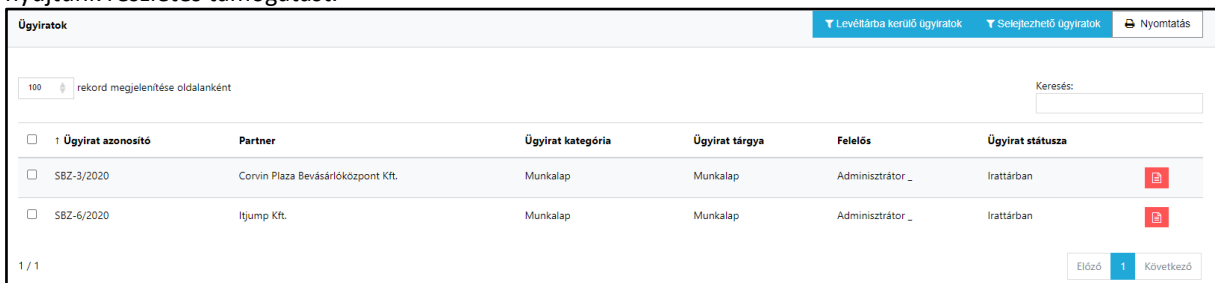 Ügyiratok Levéltárba kerülő ügyiratok Selejtezhető ügyiratok Nyomtatás
100 rekord megjelenítése oldalanként Keresés:
↑ Ügyirat azonosító Partner Ügyirat kategória Ügyirat tárgya Felelős Ügyirat státusza
SBZ-3/2020 Corvin Plaza Bevásárlóközpont Kft. Munkalap Munkalap Adminisztrátor _ Irattárban
SBZ-6/2020 Itjump Kft. Munkalap Munkalap Adminisztrátor _ Irattárban
1 / 1 Előző 1 Következő